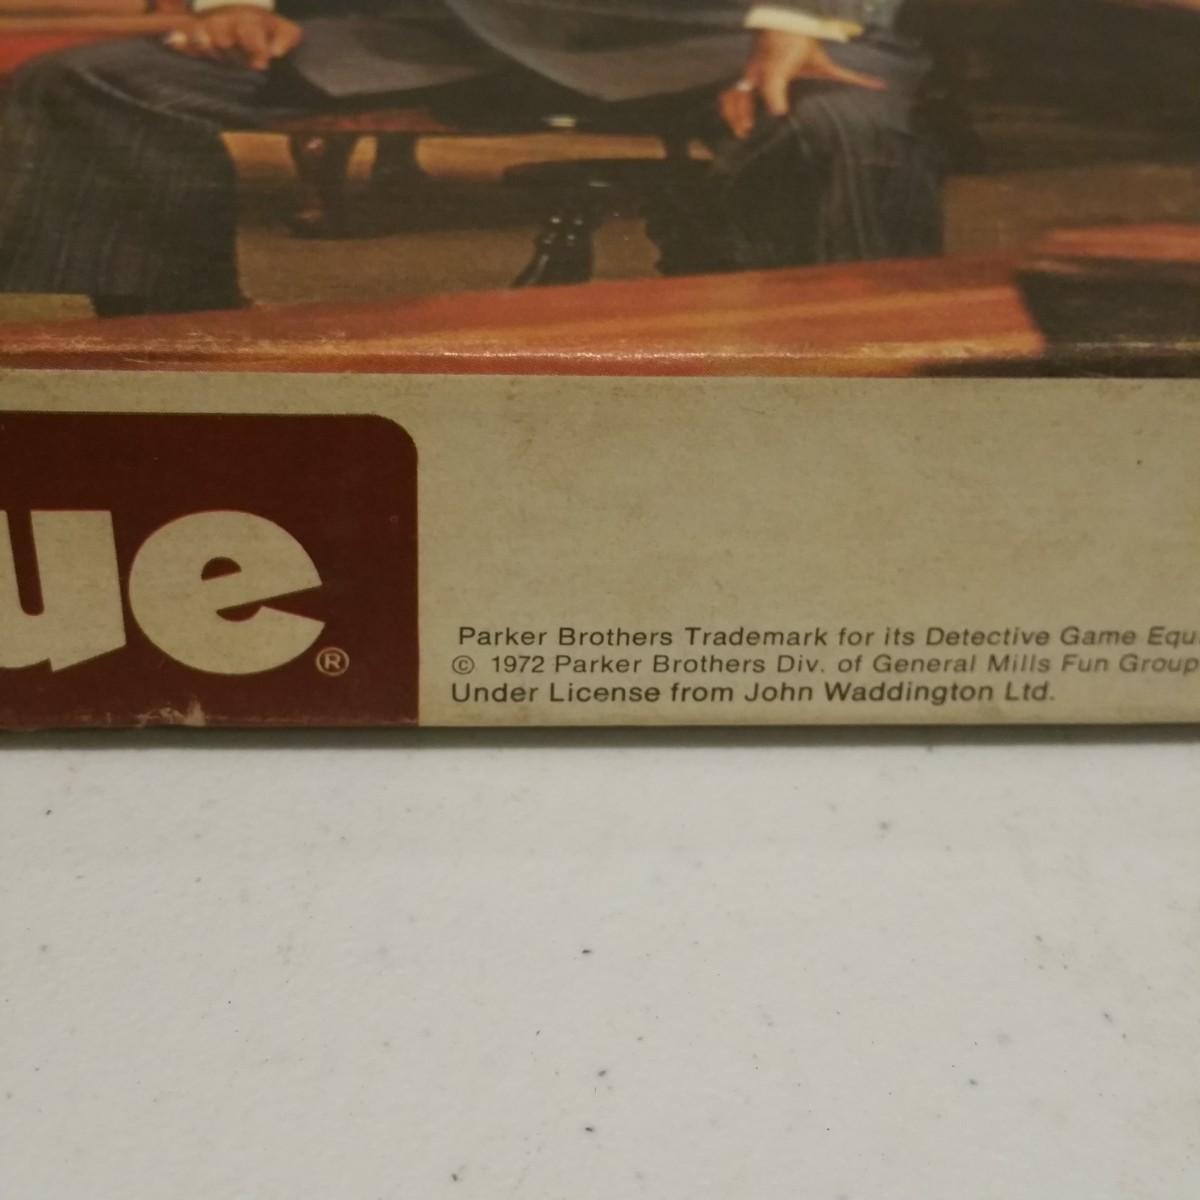 ue®
Parker Brothers Trademark for its Detective Game Equ
© 1972 Parker Brothers Div. of General Mills Fun Group
Under License from John Waddington Ltd.